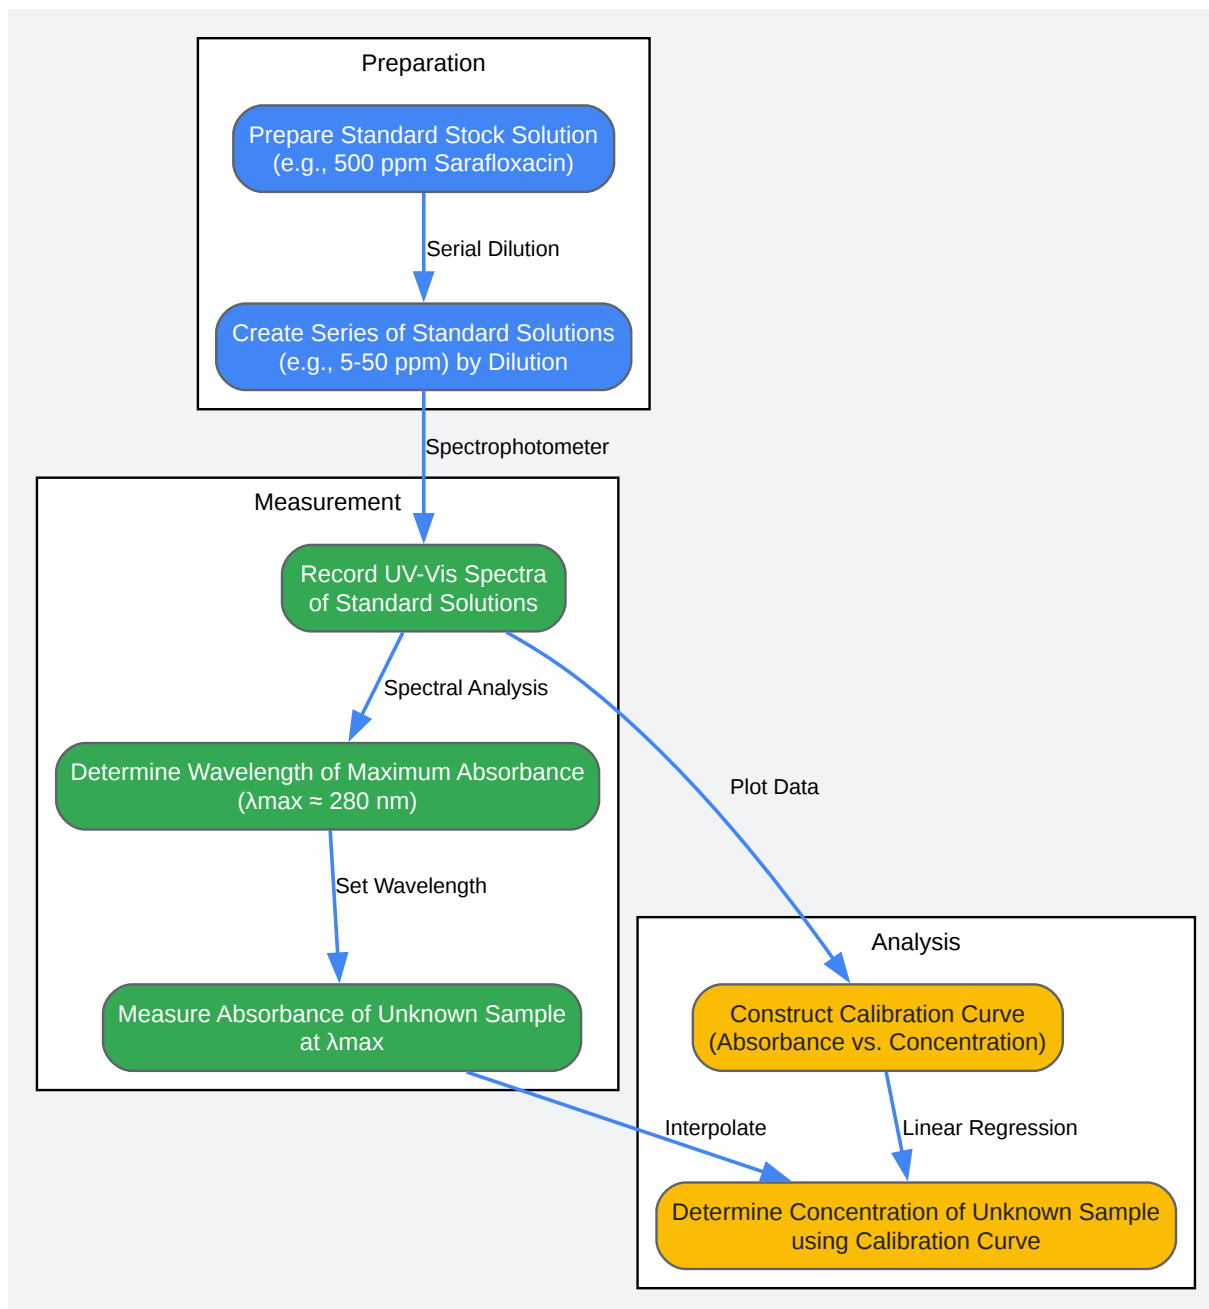 Preparation
Prepare Standard Stock Solution
(e.g., 500 ppm Sarafloxacin)
Serial Dilution
Create Series of Standard Solutions
(e.g., 5-50 ppm) by Dilution
Spectrophotometer
Measurement
Record UV-Vis Spectra
of Standard Solutions
Spectral Analysis
Determine Wavelength of Maximum Absorbance
(λmax ≈ 280 nm)
Plot Data
Set Wavelength
Analysis
Measure Absorbance of Unknown Sample
at λmax
Construct Calibration Curve
(Absorbance vs. Concentration)
Interpolate
Linear Regression
Determine Concentration of Unknown Sample
using Calibration Curve